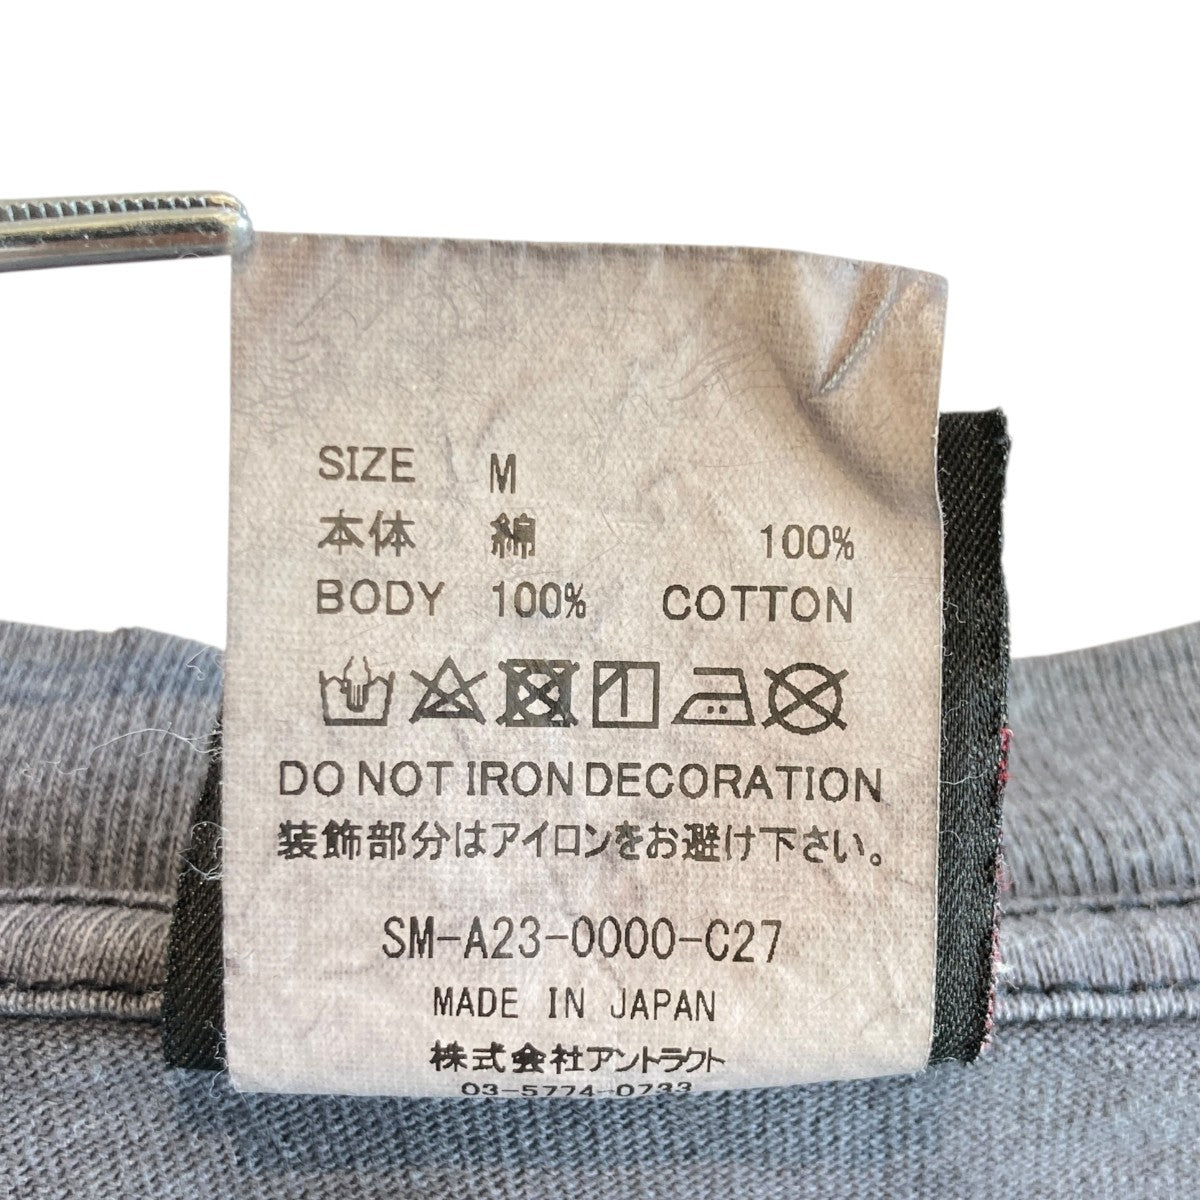 SIZE M
本体 綿 100%
BODY 100% COTTON
DO NOT IRON DECORATION
装飾部分はアイロンをお避け下さい。
SM-A23-0000-C27
MADE IN JAPAN
株式会社アントラクト
03-5774-0733